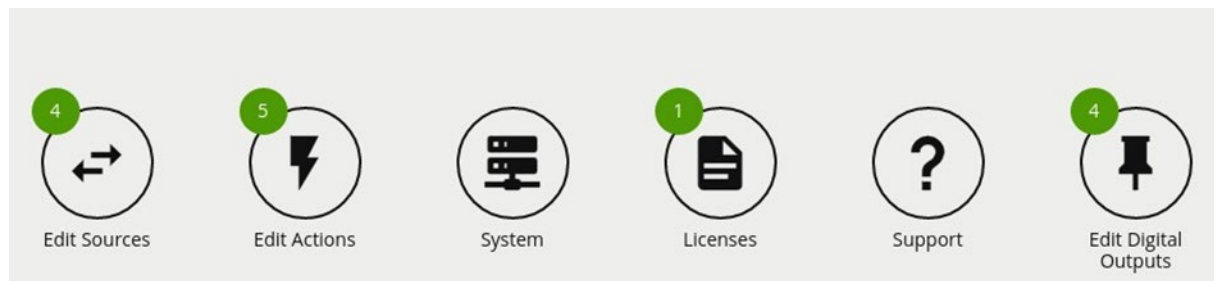 4
5
1
4
Edit Sources
Edit Actions
System
Licenses
Support
Edit Digital
Outputs